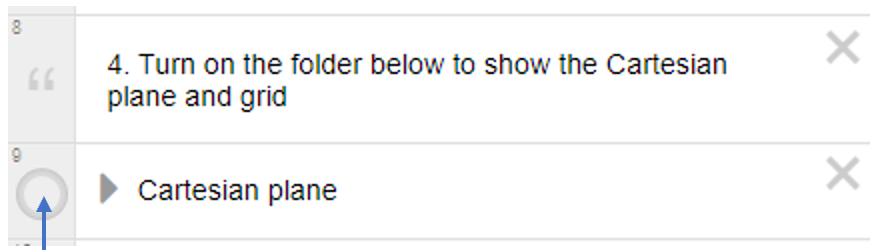 8
“
4. Turn on the folder below to show the Cartesian
plane and grid
9
Cartesian plane